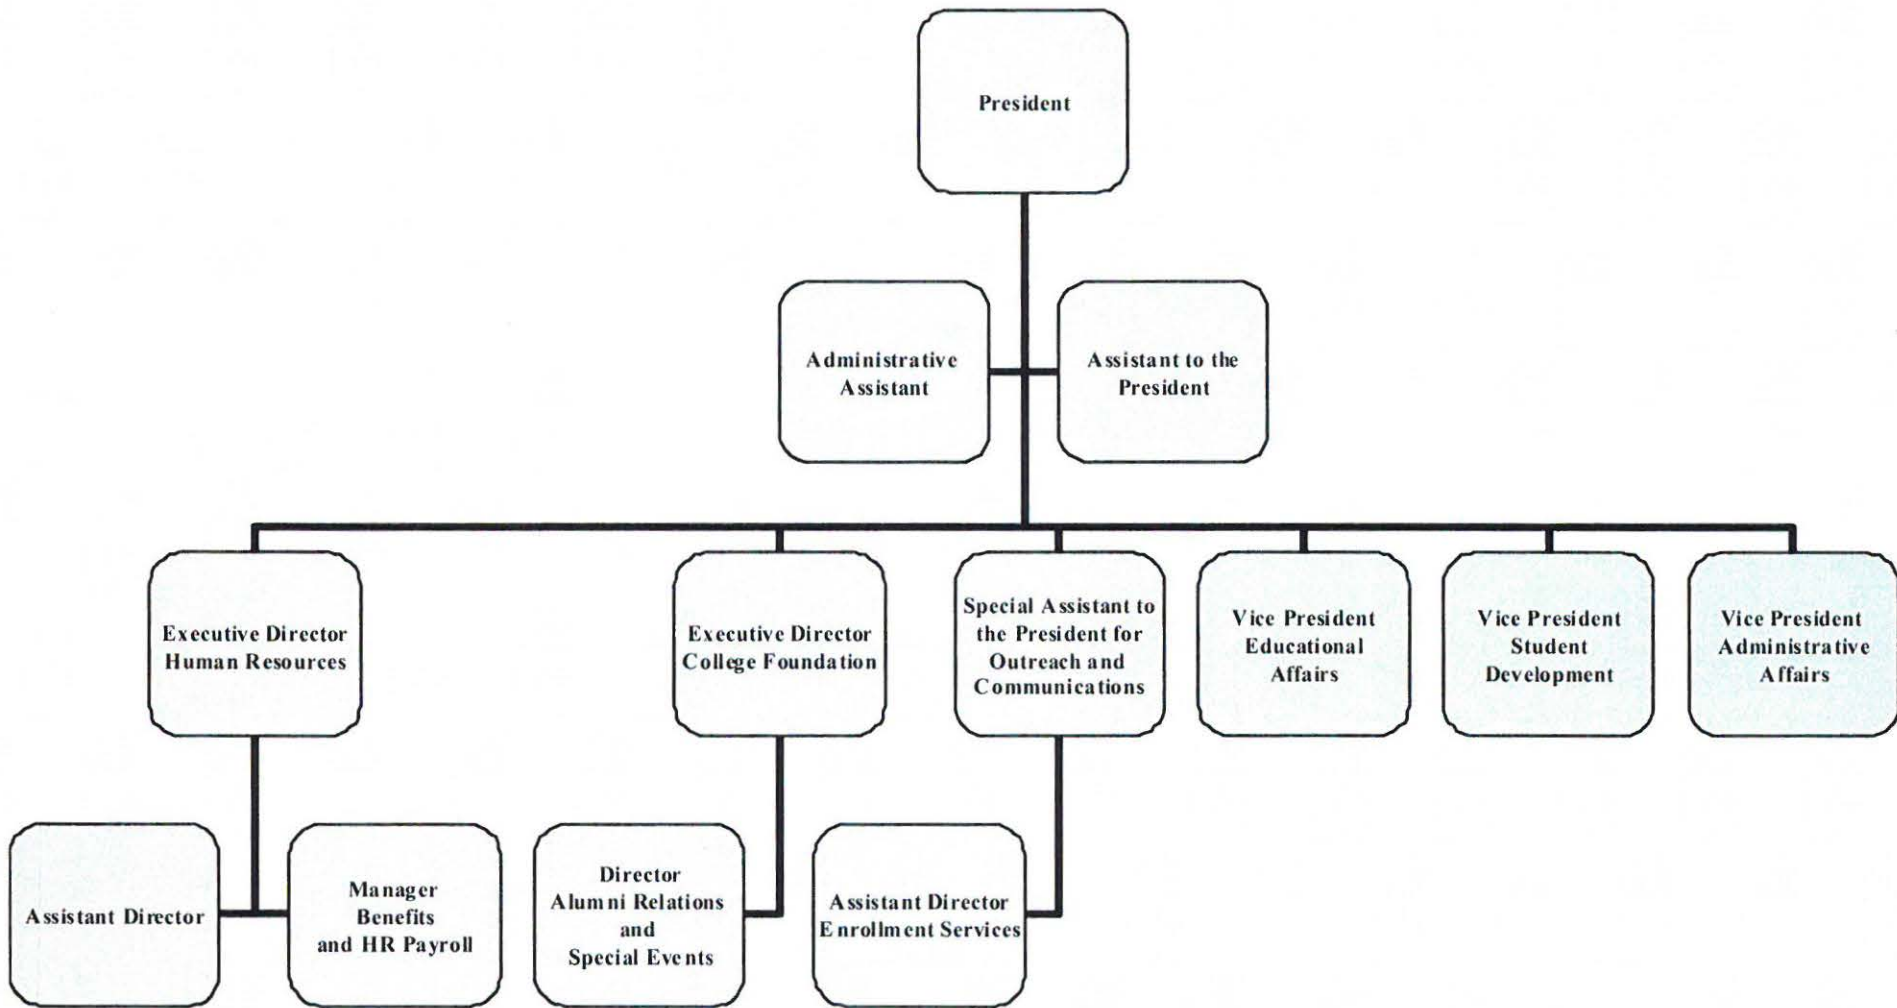 President
Administrative
Assistant
Assistant to the
President
Executive Director
Human Resources
Executive Director
College Foundation
Special Assistant to
the President for
Outreach and
Communications
Vice President
Educational
Affairs
Vice President
Student
Development
Vice President
Administrative
Affairs
Assistant Director
Manager
Benefits
and HR Payroll
Director
Alumni Relations
and
Special Events
Assistant Director
Enrollment Services